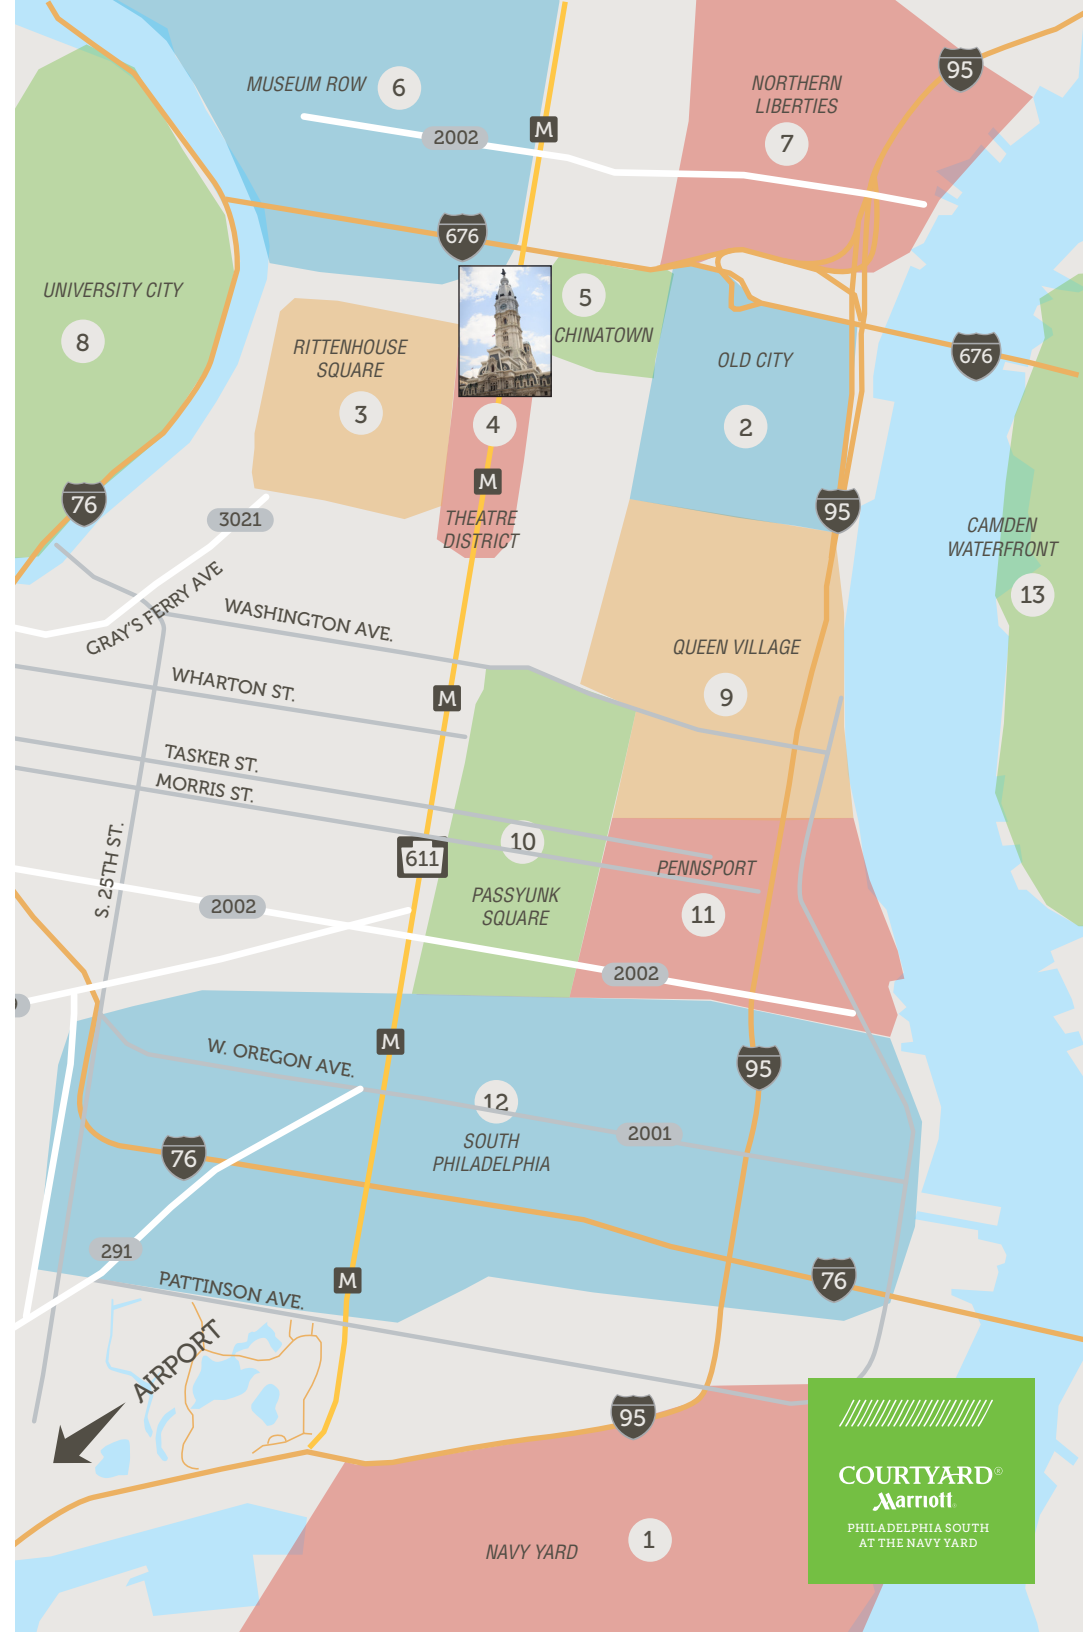 95
NORTHERN
LIBERTIES
7
MUSEUM ROW
6
2002
M
676
UNIVERSITY CITY
8
5
CHINATOWN
RITTENHOUSE
SQUARE
3
OLD CITY
2
676
4
M
THEATRE
DISTRICT
76
3021
95
CAMDEN
WATERFRONT
13
GRAY'S FERRY AVE
WASHINGTON AVE.
QUEEN VILLAGE
9
WHARTON ST.
M
TASKER ST.
MORRIS ST.
S. 25TH ST.
611
10
PASSYUNK
SQUARE
PENNSPORT
11
2002
2002
M
W. OREGON AVE.
95
12
SOUTH
PHILADELPHIA
2001
76
291
PATTINSON AVE.
M
76
AIRPORT
95
NAVY YARD
1
COURTYARD®
Marriott.
PHILADELPHIA SOUTH
AT THE NAVY YARD